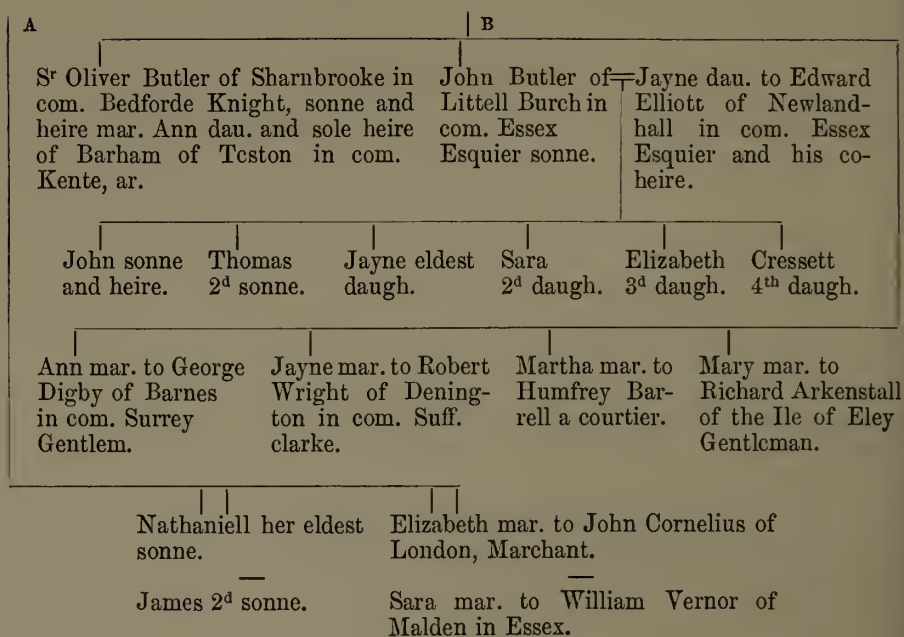 A
B
Sr Oliver Butler of Sharnbrooke in
com. Bedforde Knight, sonne and
heire mar. Ann dau. and sole heire
of Barham of Teston in com.
Kente, ar.
John Butler of
Littell Burch in
com. Essex
Esquier sonne.
Jayne dau. to Edward
Elliott of Newland-
hall in com. Essex
Esquier and his co-
heire.
John sonne
and heire.
Thomas
2d sonne.
Jayne eldest
daugh.
Sara
2d daugh.
Elizabeth
3d daugh.
Cressett
4th daugh.
Ann mar. to George
Digby of Barnes
in com. Surrey
Gentlem.
Jayne mar. to Robert
Wright of Dening-
ton in com. Suff.
clarke.
Martha mar. to
Humfrey Bar-
rell a courtier.
Mary mar. to
Richard Arkenstall
of the Ile of Eley
Gentleman.
Nathaniell her eldest
sonne.
James 2d sonne.
Elizabeth mar. to John Cornelius of
London, Marchant.
Sara mar. to William Vernor of
Malden in Essex.